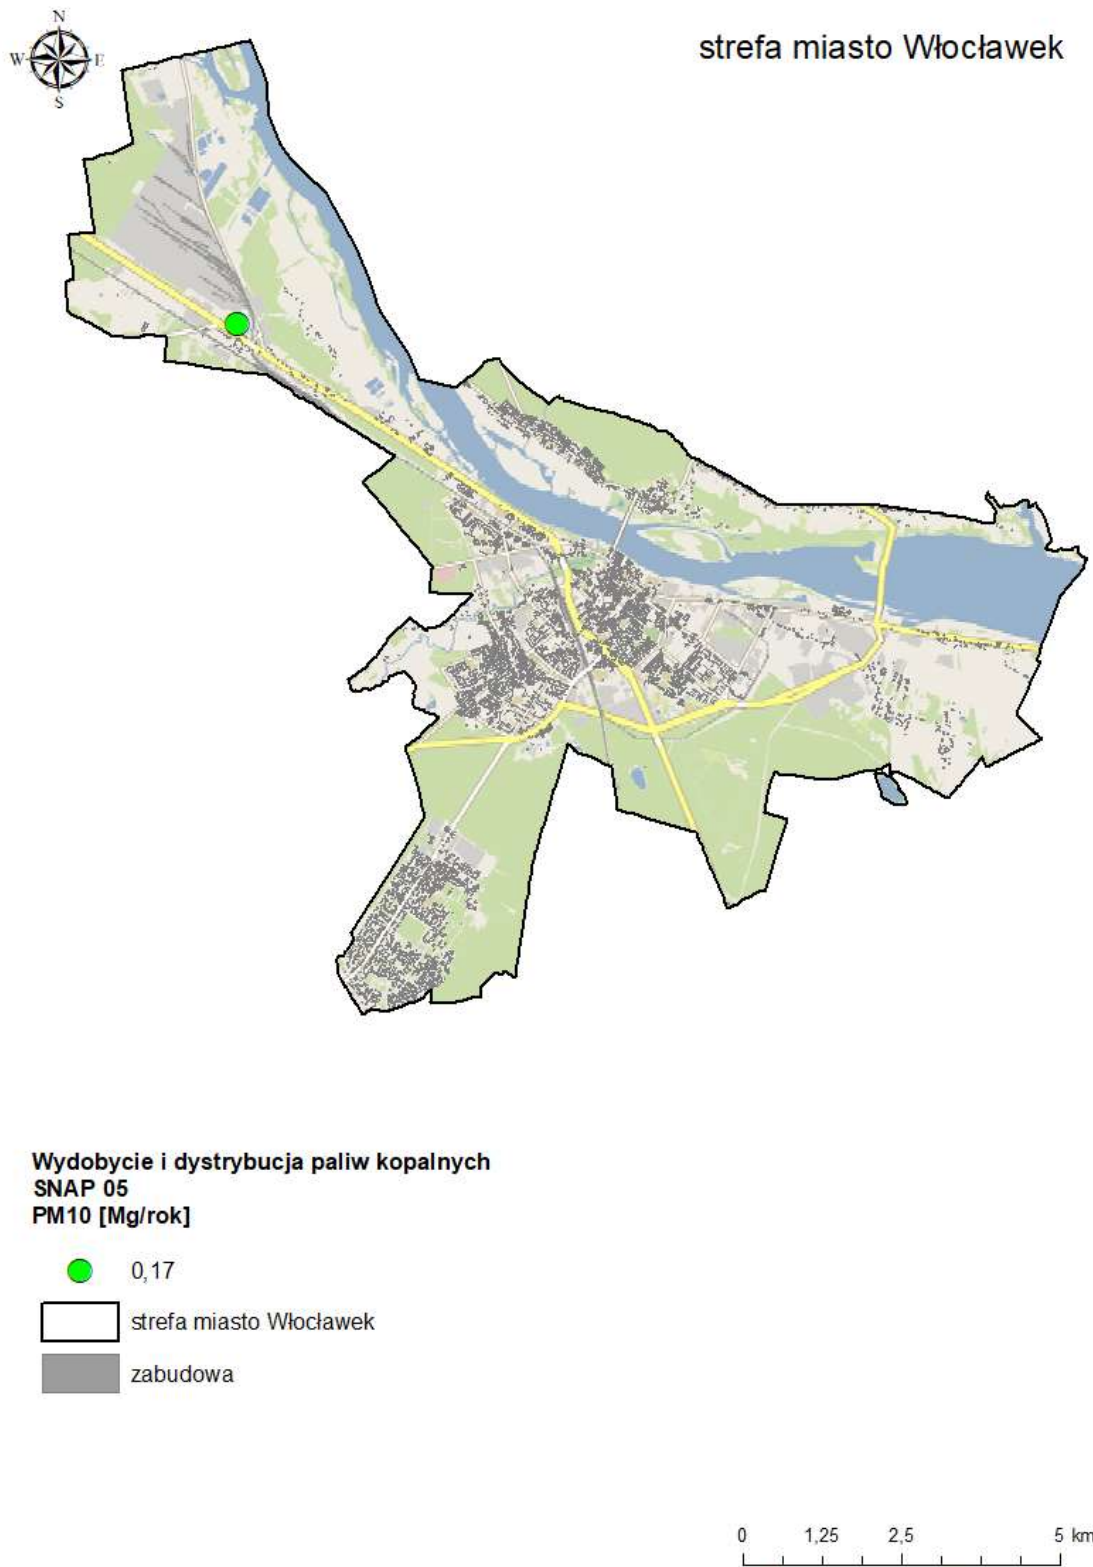 N
W E
S
strefa miasto Włocławek
Wydobycie i dystrybucja paliw kopalnych
SNAP 05
PM10 [Mg/rok]
0,17
strefa miasto Włocławek
zabudowa
0 1,25 2,5 5 km